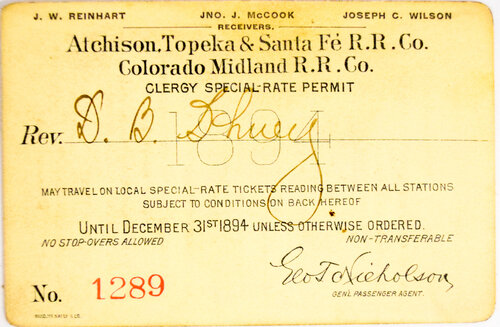 J. W. REINHART JNO. J. McCOOK JOSEPH C. WILSON
RECEIVERS.
Atchison, Topeka & Santa Fé R.R. Co.
Colorado Midland R.R. Co.
CLERGY SPECIAL-RATE PERMIT
1894
Rev. D. B.
MAY TRAVEL ON LOCAL SPECIAL-RATE TICKETS READING BETWEEN ALL STATIONS
SUBJECT TO CONDITIONS ON BACK HEREOF
UNTIL DECEMBER 31ST 1894 UNLESS OTHERWISE ORDERED.
NO STOP-OVERS ALLOWED NON-TRANSFERABLE
Geo T Nicholson
GEN'L PASSENGER AGENT.
No. 1289